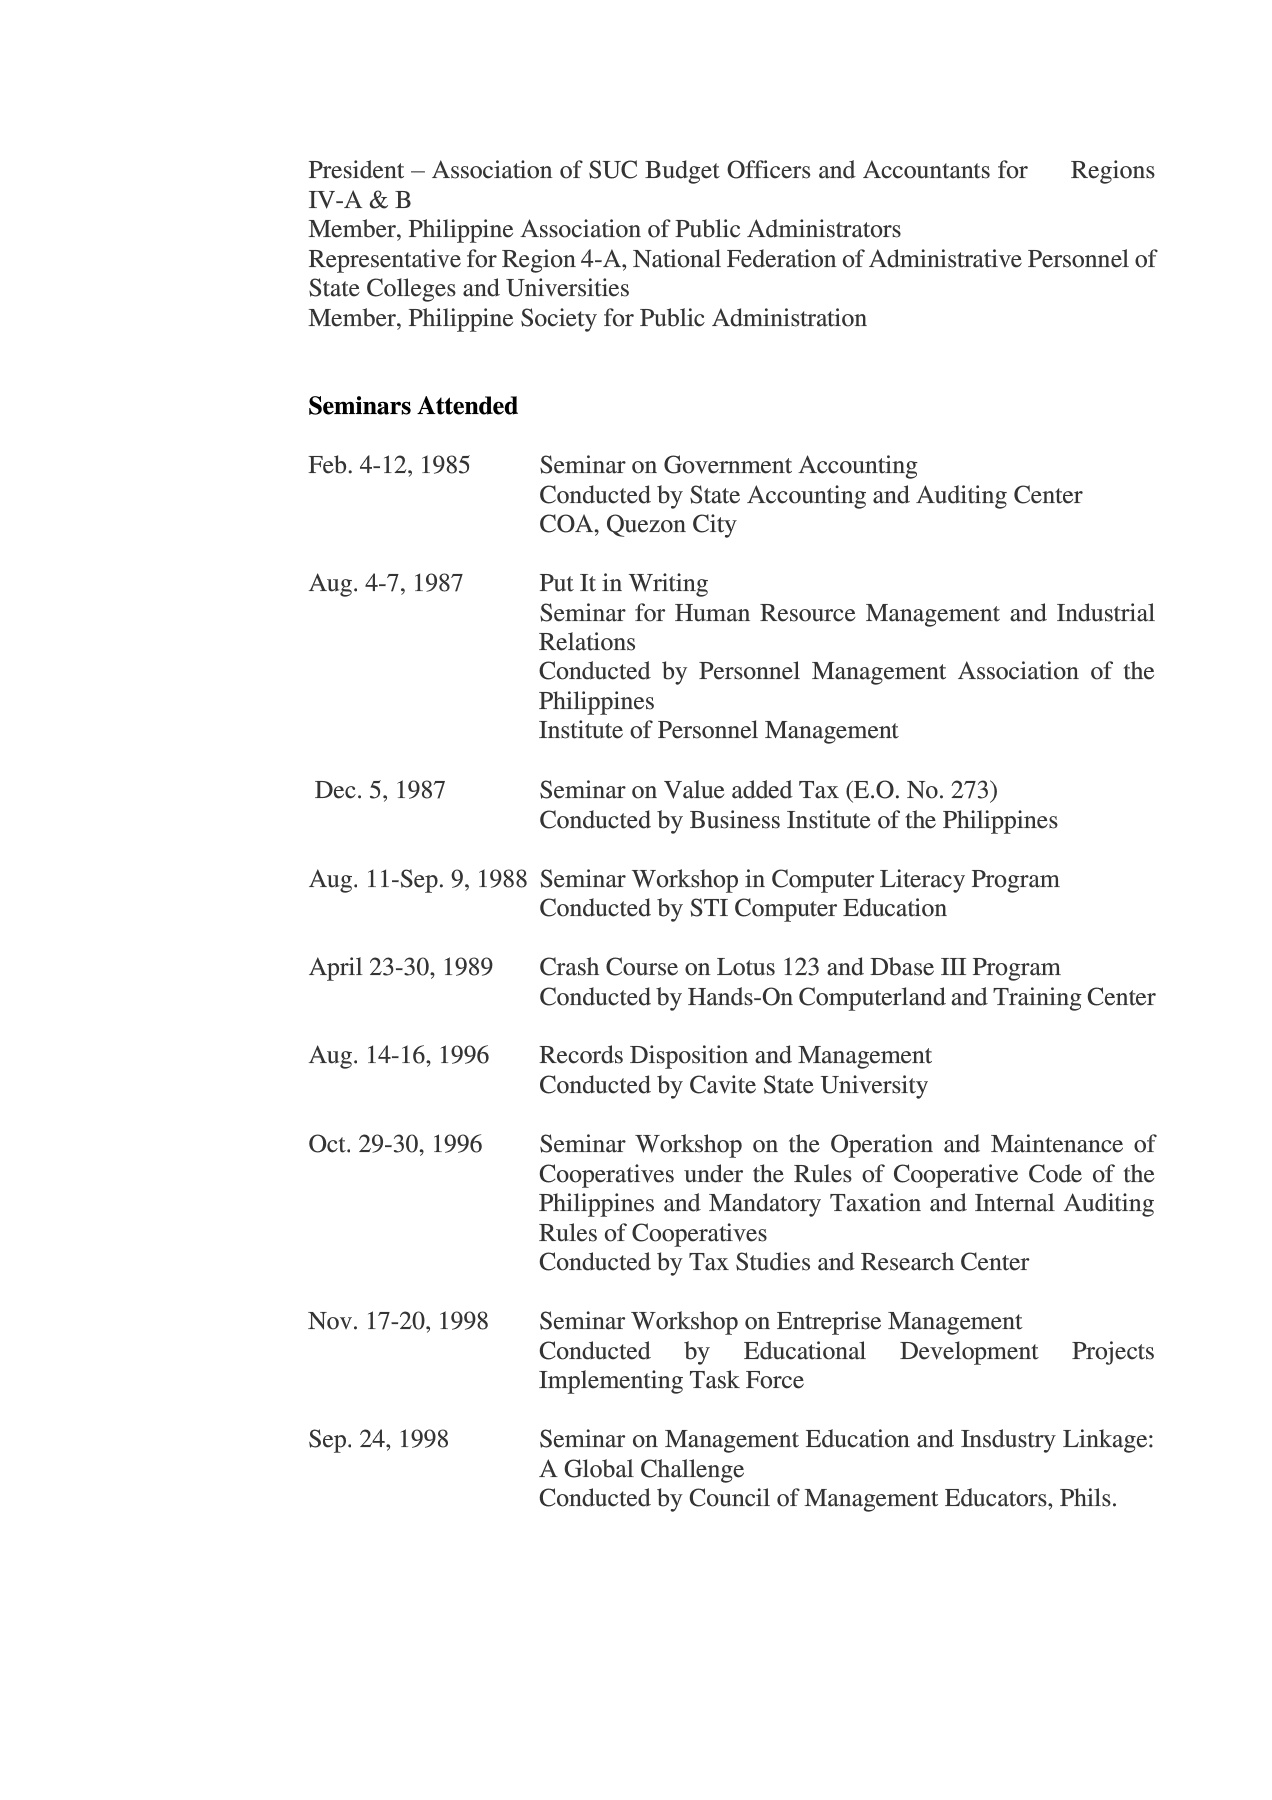 President – Association of SUC Budget Officers and Accountants for Regions
IV-A & B
Member, Philippine Association of Public Administrators
Representative for Region 4-A, National Federation of Administrative Personnel of
State Colleges and Universities
Member, Philippine Society for Public Administration
Seminars Attended
Feb. 4-12, 1985 Seminar on Government Accounting
Conducted by State Accounting and Auditing Center
COA, Quezon City
Aug. 4-7, 1987 Put It in Writing
Seminar for Human Resource Management and Industrial
Relations
Conducted by Personnel Management Association of the
Philippines
Institute of Personnel Management
Dec. 5, 1987 Seminar on Value added Tax (E.O. No. 273)
Conducted by Business Institute of the Philippines
Aug. 11-Sep. 9, 1988 Seminar Workshop in Computer Literacy Program
Conducted by STI Computer Education
April 23-30, 1989 Crash Course on Lotus 123 and Dbase III Program
Conducted by Hands-On Computerland and Training Center
Aug. 14-16, 1996 Records Disposition and Management
Conducted by Cavite State University
Oct. 29-30, 1996 Seminar Workshop on the Operation and Maintenance of
Cooperatives under the Rules of Cooperative Code of the
Philippines and Mandatory Taxation and Internal Auditing
Rules of Cooperatives
Conducted by Tax Studies and Research Center
Nov. 17-20, 1998 Seminar Workshop on Entreprise Management
Conducted by Educational Development Projects
Implementing Task Force
Sep. 24, 1998 Seminar on Management Education and Insdustry Linkage:
A Global Challenge
Conducted by Council of Management Educators, Phils.